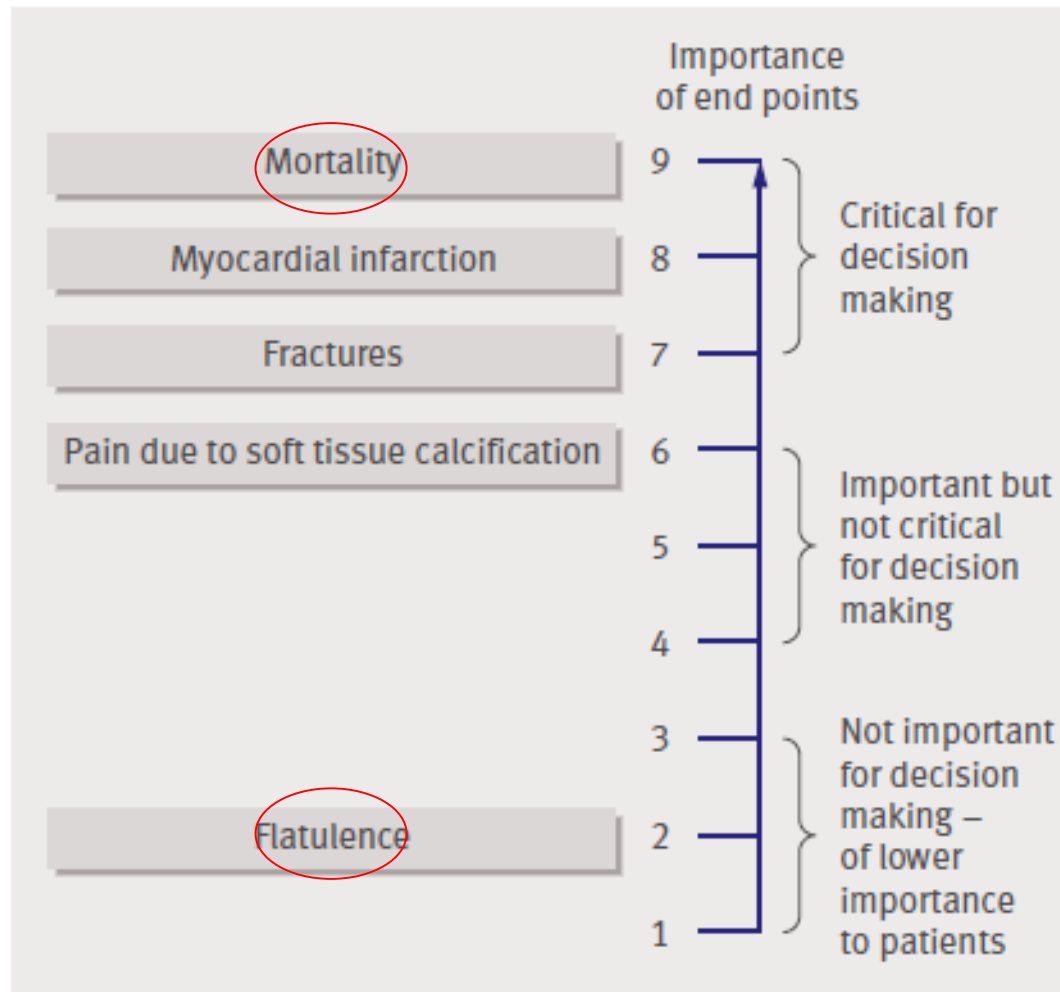 Importance
of end points
Mortality
9
Myocardial infarction
8
Fractures
7
Critical for
decision
making
Pain due to soft tissue calcification
6
5
4
Important but
not critical
for decision
making
3
Flatulence
2
1
Not important
for decision
making –
of lower
importance
to patients